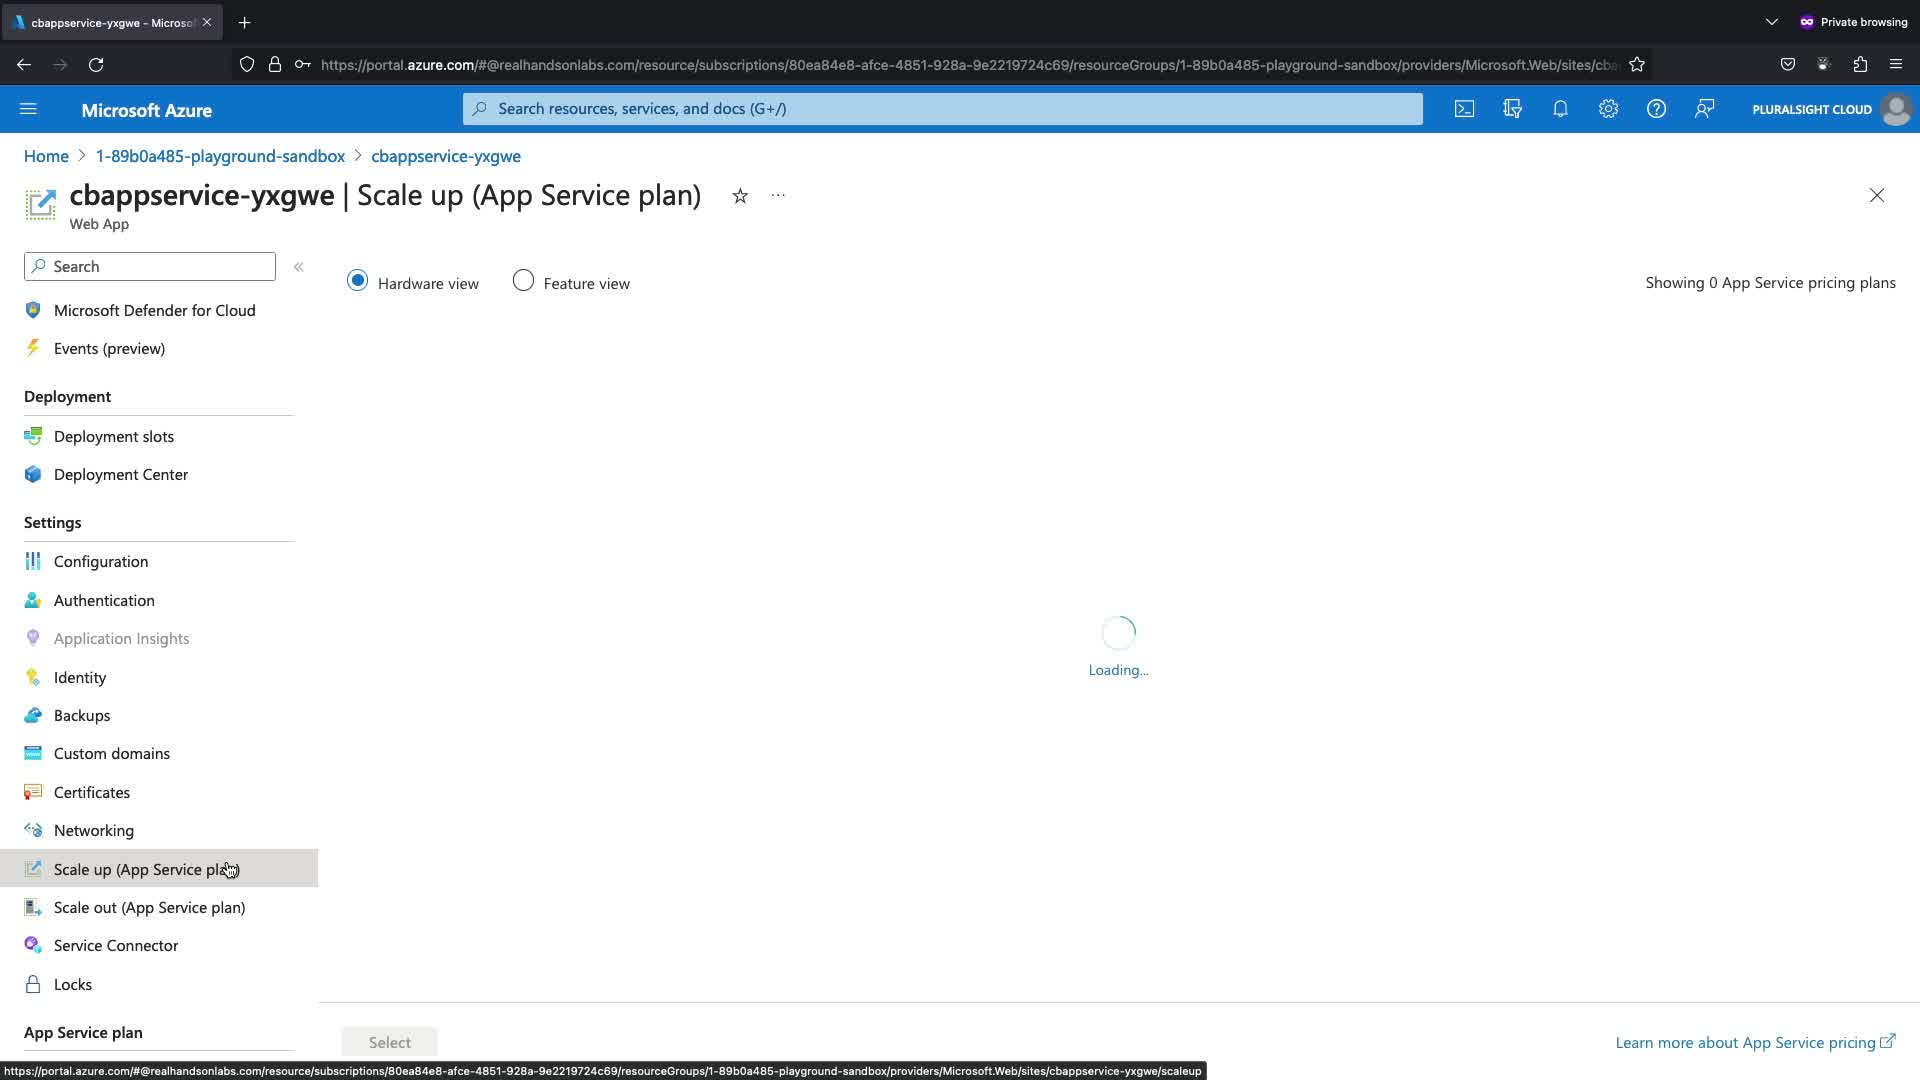 cbappservice-yxgwe - Microsof
Private browsing
https://portal.azure.com/#@realhandsonlabs.com/resource/subscriptions/80ea84e8-afce-4851-928a-9e2219724c69/resourceGroups/1-89b0a485-playground-sandbox/providers/Microsoft.Web/sites/cba
Microsoft Azure
Search resources, services, and docs (G+/)
PLURALSIGHT CLOUD
Home > 1-89b0a485-playground-sandbox > cbappservice-yxgwe
cbappservice-yxgwe | Scale up (App Service plan)
Web App
Search
Hardware view
Feature view
Showing 0 App Service pricing plans
Microsoft Defender for Cloud
Events (preview)
Deployment
Deployment slots
Deployment Center
Settings
Configuration
Authentication
Application Insights
Identity
Backups
Custom domains
Certificates
Networking
Scale up (App Service plan)
Scale out (App Service plan)
Service Connector
Locks
App Service plan
Loading...
Select
Learn more about App Service pricing
https://portal.azure.com/#@realhandsonlabs.com/resource/subscriptions/80ea84e8-afce-4851-928a-9e2219724c69/resourceGroups/1-89b0a485-playground-sandbox/providers/Microsoft.Web/sites/cbappservice-yxgwe/scaleup